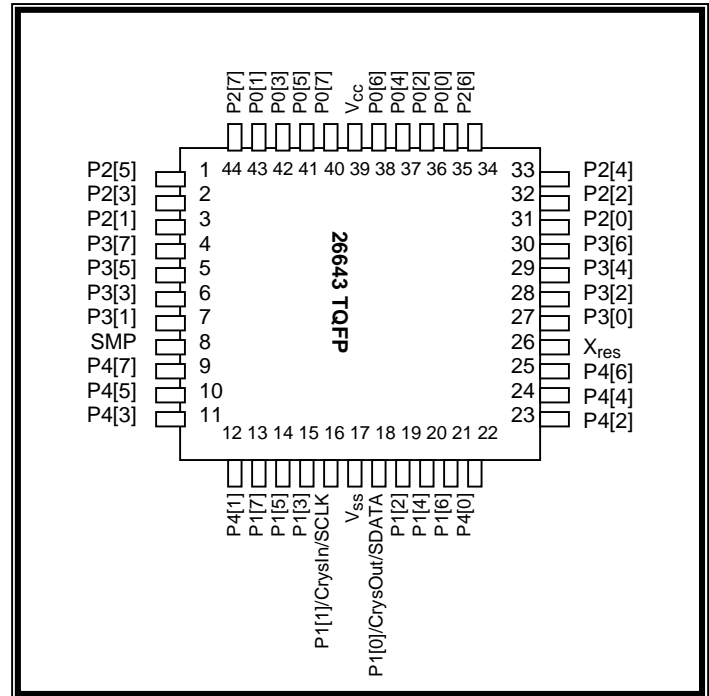 P2[7] P0[1] P0[3] P0[5] P0[7] Vcc P0[6] P0[4] P0[2] P0[0] P2[6]
44 43 42 41 40 39 38 37 36 35 34
P2[5] 1 33 P2[4]
P2[3] 2 32 P2[2]
P2[1] 3 31 P2[0]
P3[7] 4 30 P3[6]
P3[5] 5 29 P3[4]
P3[3] 6 28 P3[2]
P3[1] 7 27 P3[0]
SMP 8 26 Xres
P4[7] 9 25 P4[6]
P4[5] 10 24 P4[4]
P4[3] 11 23 P4[2]
26643 TQFP
12 13 14 15 16 17 18 19 20 21 22
P4[1] P1[7] P1[5] P1[3] P1[1]/CrysIn/SCLK Vss P1[0]/CrysOut/SDATA P1[2] P1[4] P1[6] P4[0]